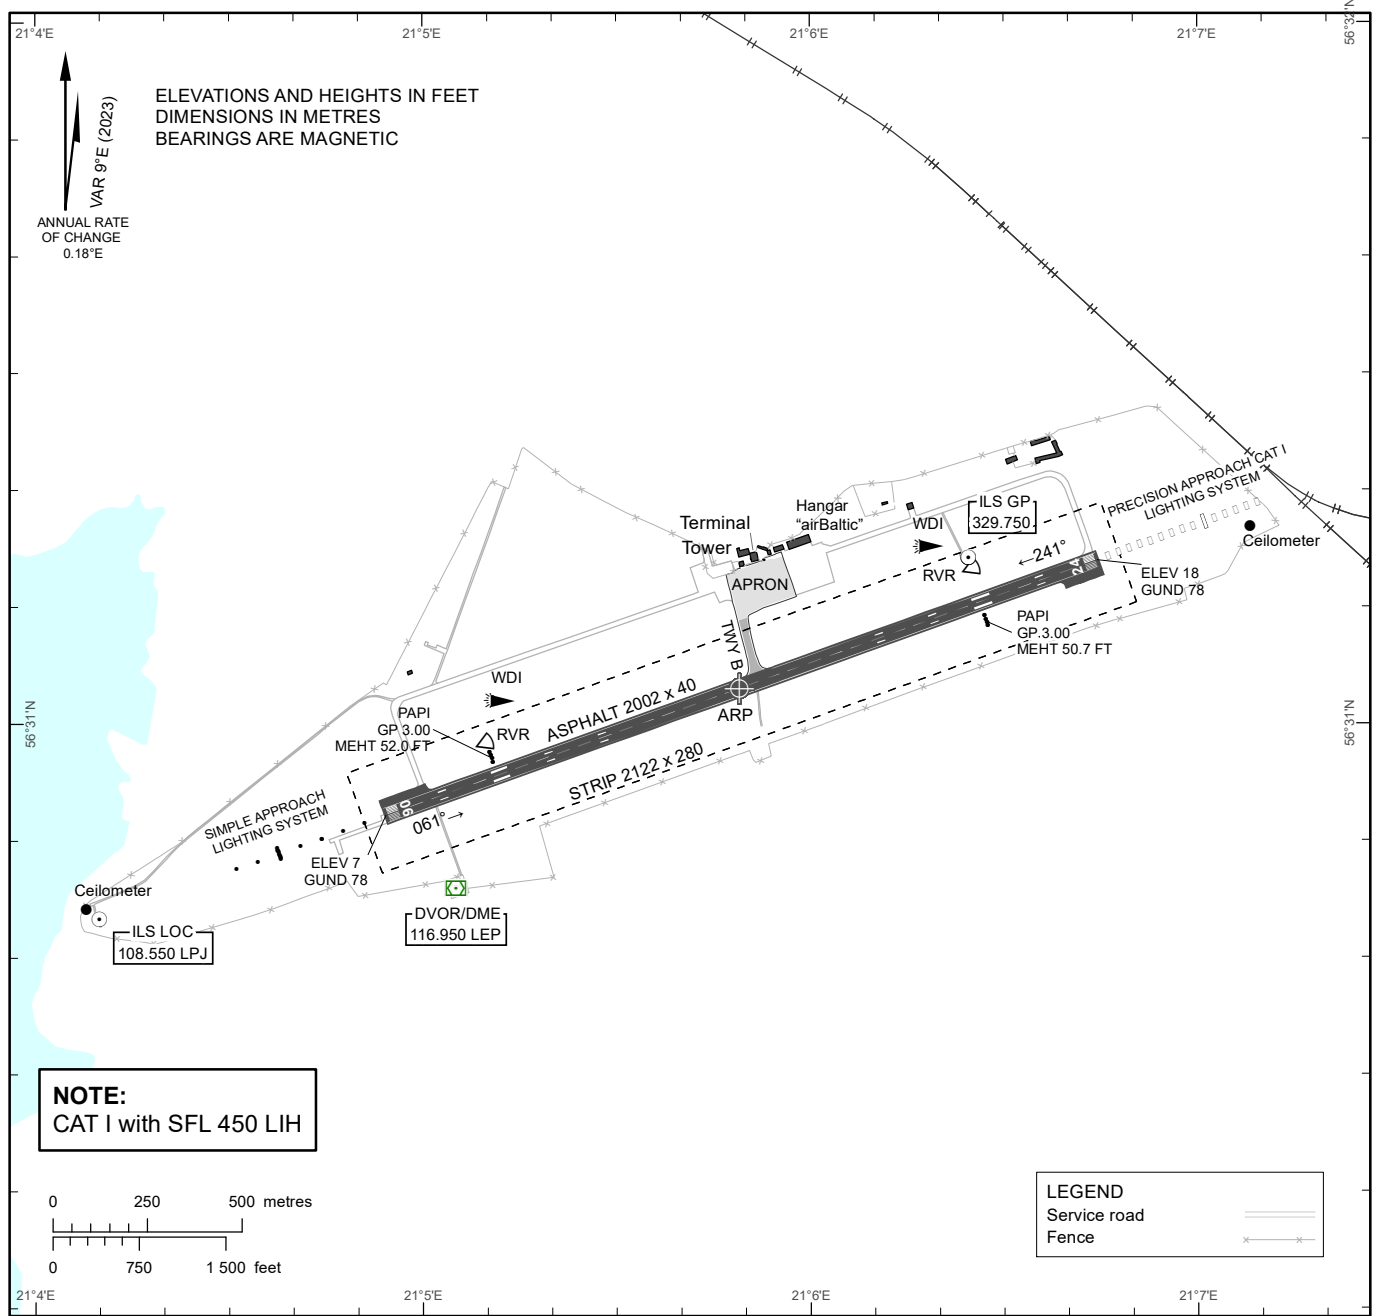 21°4'E
21°5'E
21°6'E
21°7'E
56°32'N
VAR 9°E (2023)
ANNUAL RATE
OF CHANGE
0.18°E
ELEVATIONS AND HEIGHTS IN FEET
DIMENSIONS IN METRES
BEARINGS ARE MAGNETIC
PRECISION APPROACH CAT I
LIGHTING SYSTEM
Ceilometer
ILS GP
329.750
Hangar
“airBaltic”
WDI
Terminal
Tower
APRON
RVR
←241°
24
ELEV 18
GUND 78
PAPI
GP 3.00
MEHT 50.7 FT
TWY B
ARP
WDI
ASPHALT 2002 x 40
STRIP 2122 x 280
PAPI
GP 3.00
MEHT 52.0 FT
RVR
56°31'N
56°31'N
SIMPLE APPROACH
LIGHTING SYSTEM
06
061°→
ELEV 7
GUND 78
Ceilometer
ILS LOC
108.550 LPJ
DVOR/DME
116.950 LEP
NOTE:
CAT I with SFL 450 LIH
0 250 500 metres
0 750 1 500 feet
LEGEND
Service road
Fence
21°4'E
21°5'E
21°6'E
21°7'E